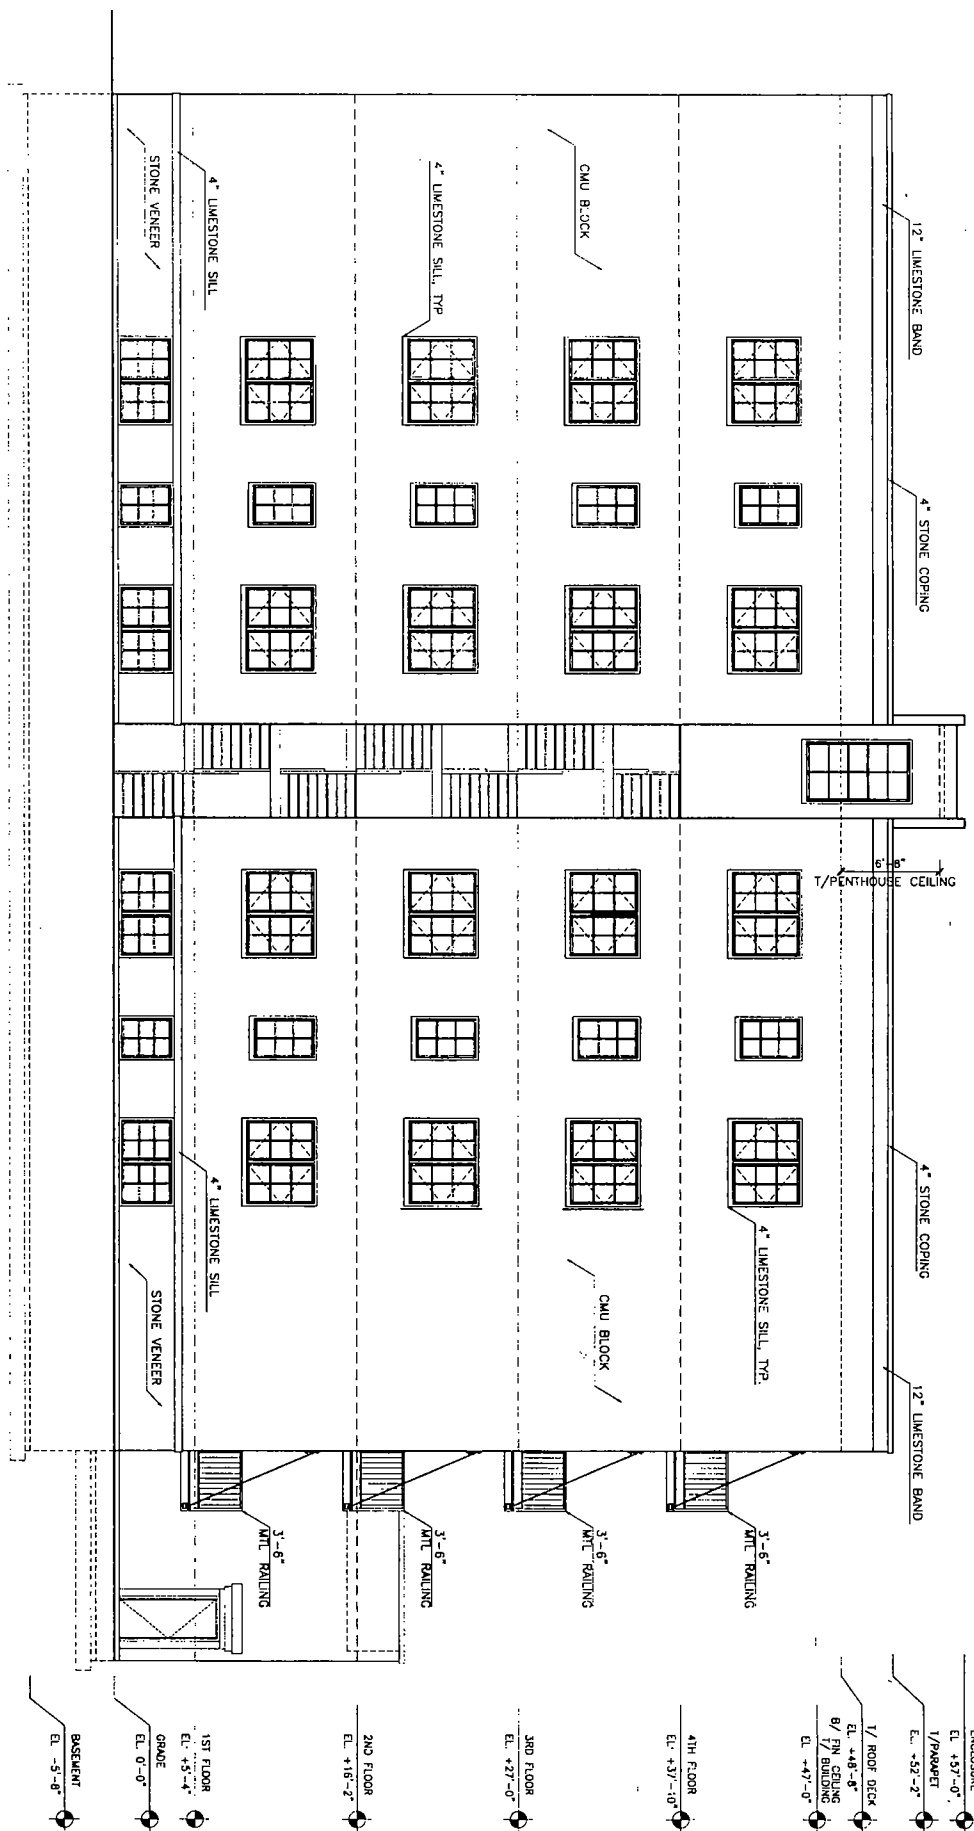 12" LIMESTONE BAND
4" STONE COPING
CMU BLOCK
4" LIMESTONE SILL, TYP
4" LIMESTONE SILL
STONE VENEER
6'-8"
T/PENTHOUSE CEILING
4" STONE COPING
12" LIMESTONE BAND
4" LIMESTONE SILL, TYP.
CMU BLOCK
4" LIMESTONE SILL
STONE VENEER
3'-6"
MTL RAILING
3'-6"
MTL RAILING
3'-6"
MTL RAILING
3'-6"
MTL RAILING
EL +57'-0"
T/PARAPET
EL. +52'-2"
T/ ROOF DECK
EL +48'-8"
B/ FIN CEILING
T/ BUILDING
EL +47'-0"
4TH FLOOR
EL +37'-10"
3RD FLOOR
EL. +27'-0"
2ND FLOOR
EL +16'-2"
1ST FLOOR
EL. +5'-4"
GRADE
EL 0'-0"
BASEMENT
EL -5'-8"